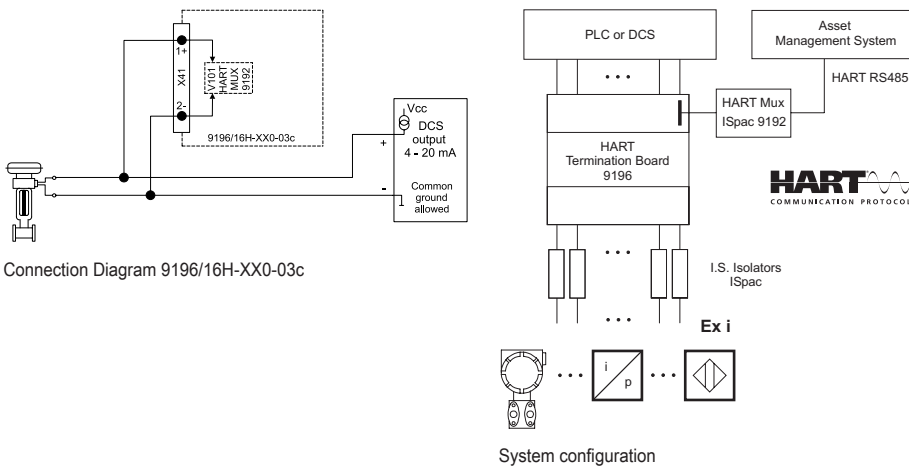 1+
X41
2-
V101
HART
MUX
9192
9196/16H-XX0-03c
Vcc
DCS
output
4 - 20 mA
+
-
Common
ground
allowed
Connection Diagram 9196/16H-XX0-03c
PLC or DCS
Asset
Management System
HART RS485
HART Mux
ISpac 9192
HART
Termination Board
9196
HART
COMMUNICATION PROTOCOL
I.S. Isolators
ISpac
Ex i
i
p
System configuration